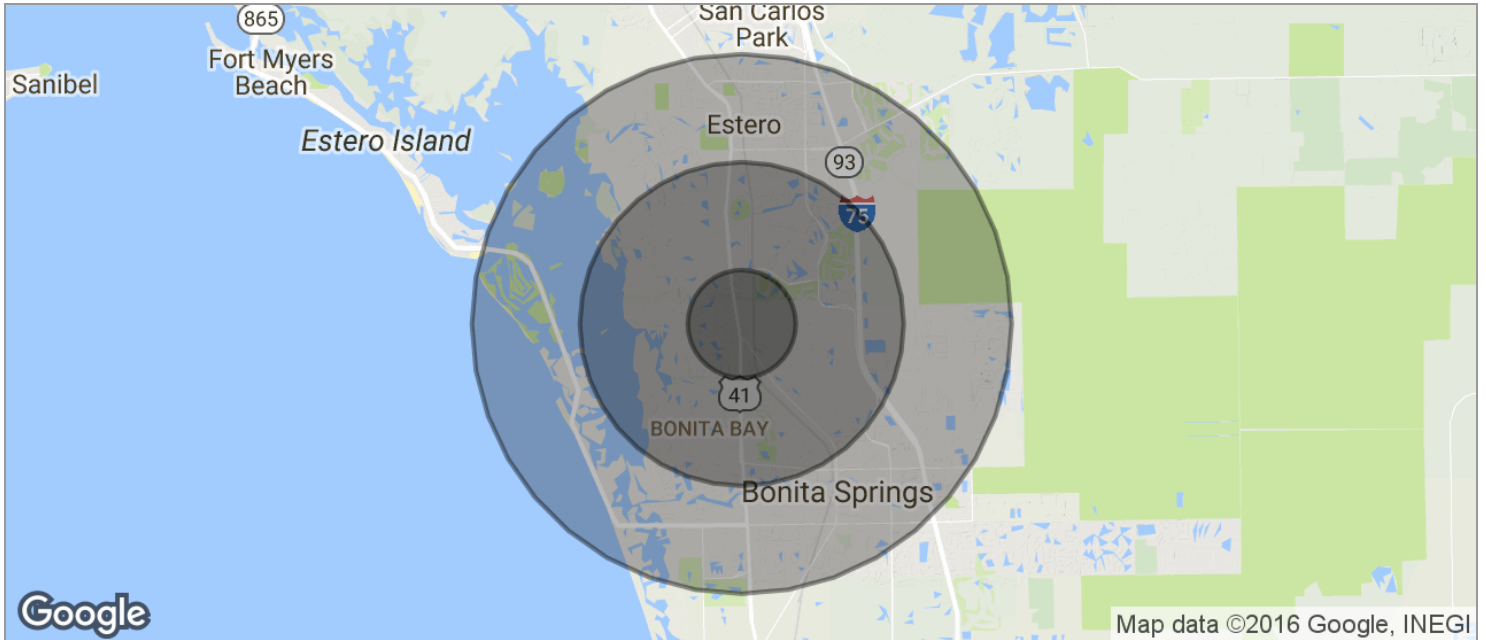 865
San Carlos
Park
Fort Myers
Beach
Sanibel
Estero
Estero Island
93
75
41
BONITA BAY
Bonita Springs
Google
Map data ©2016 Google, INEGI